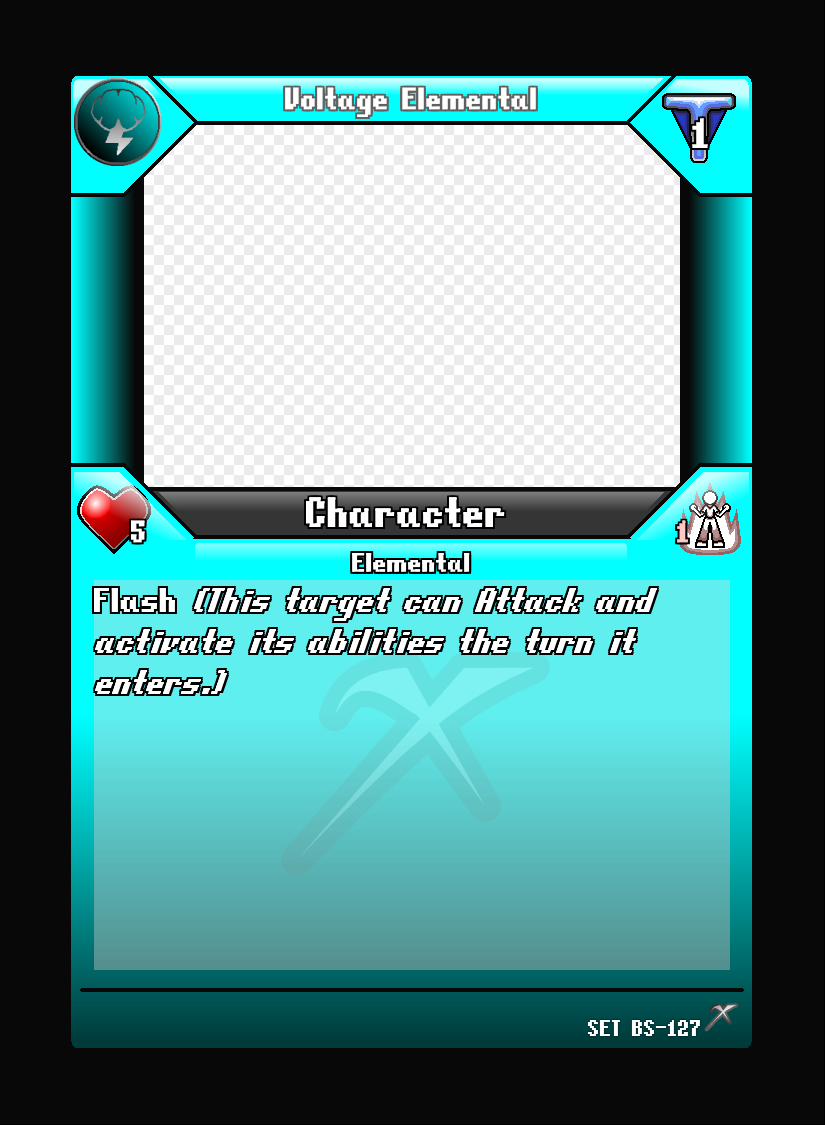 Voltage Elemental
1
5
Character
1
Elemental
Flash (This target can Attack and
activate its abilities the turn it
enters.)
SET BS-127